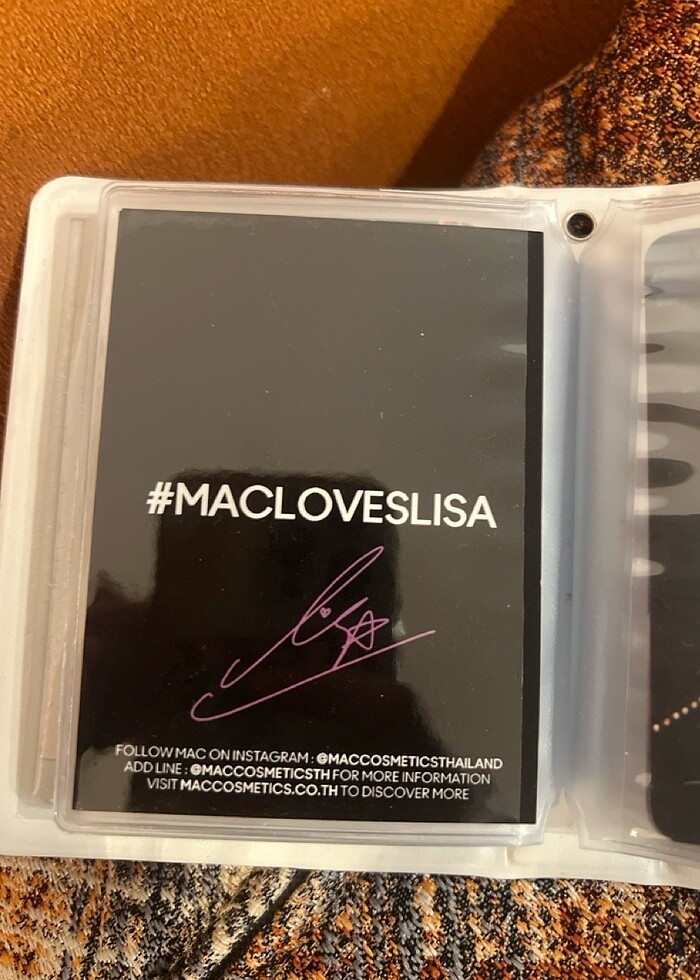 #MACLOVESLISA
Lisa
FOLLOW MAC ON INSTAGRAM : @MACCOSMETICSTHAILAND
ADD LINE : @MACCOSMETICSTH FOR MORE INFORMATION
VISIT MACCOSMETICS.CO.TH TO DISCOVER MORE